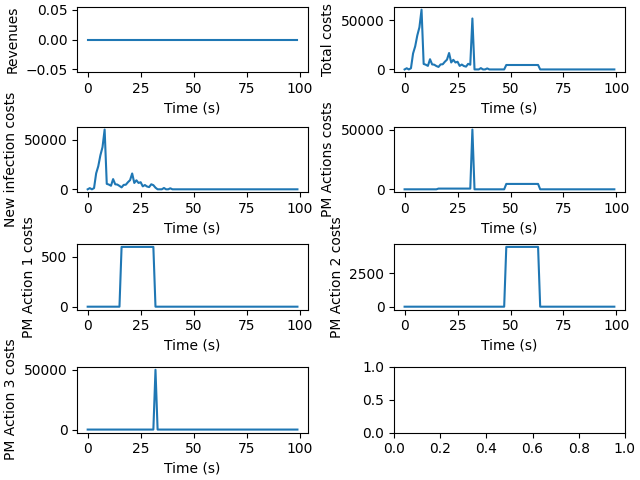 Revenues
0.05
0.00
−0.05
0 25 50 75 100
Time (s)
Total costs
50000
0
0 25 50 75 100
Time (s)
New infection costs
50000
0
0 25 50 75 100
Time (s)
PM Actions costs
50000
0
0 25 50 75 100
Time (s)
PM Action 1 costs
500
0
0 25 50 75 100
Time (s)
PM Action 2 costs
2500
0
0 25 50 75 100
Time (s)
PM Action 3 costs
50000
0
0 25 50 75 100
Time (s)
1.0
0.5
0.0
0.0 0.2 0.4 0.6 0.8 1.0